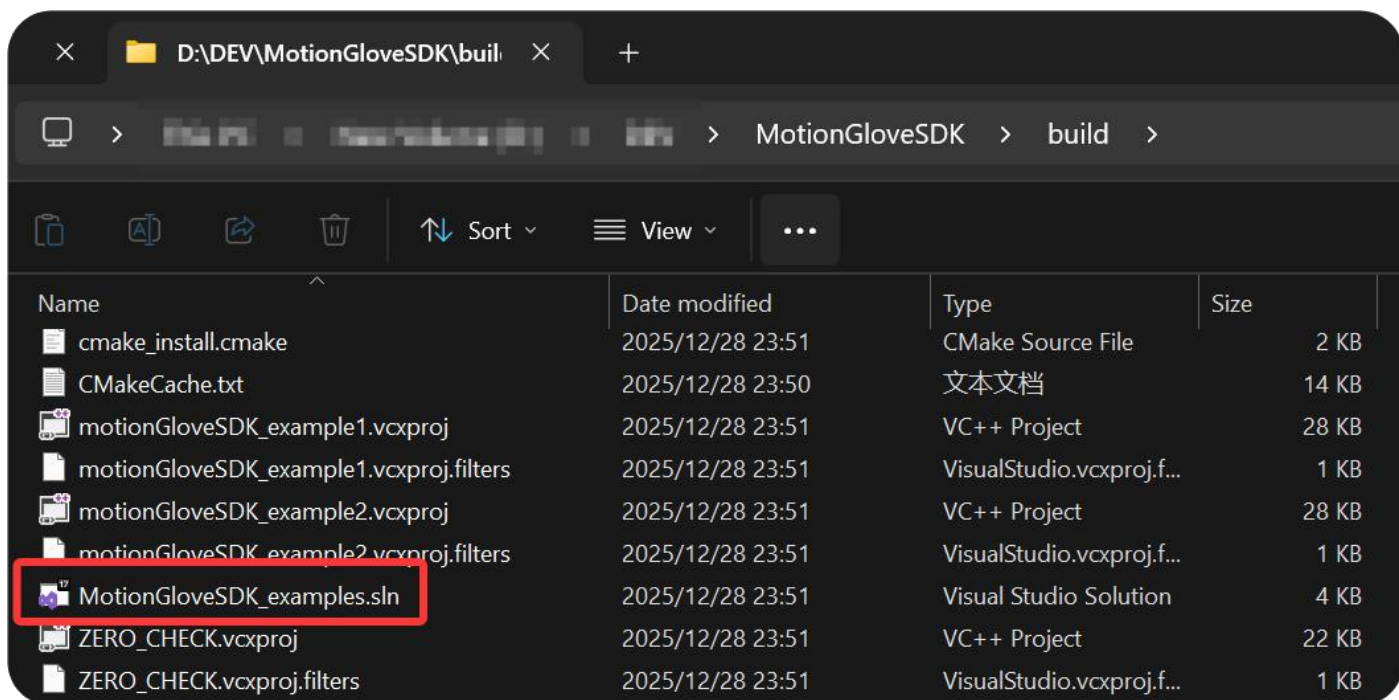 D:\DEV\MotionGloveSDK\buil
MotionGloveSDK > build >
Sort View
Name Date modified Type Size
cmake_install.cmake 2025/12/28 23:51 CMake Source File 2 KB
CMakeCache.txt 2025/12/28 23:50 文本文档 14 KB
motionGloveSDK_example1.vcxproj 2025/12/28 23:51 VC++ Project 28 KB
motionGloveSDK_example1.vcxproj.filters 2025/12/28 23:51 VisualStudio.vcxproj.f... 1 KB
motionGloveSDK_example2.vcxproj 2025/12/28 23:51 VC++ Project 28 KB
motionGloveSDK_example2.vcxproj.filters 2025/12/28 23:51 VisualStudio.vcxproj.f... 1 KB
17
MotionGloveSDK_examples.sln 2025/12/28 23:51 Visual Studio Solution 4 KB
ZERO_CHECK.vcxproj 2025/12/28 23:51 VC++ Project 22 KB
ZERO_CHECK.vcxproj.filters 2025/12/28 23:51 VisualStudio.vcxproj.f... 1 KB